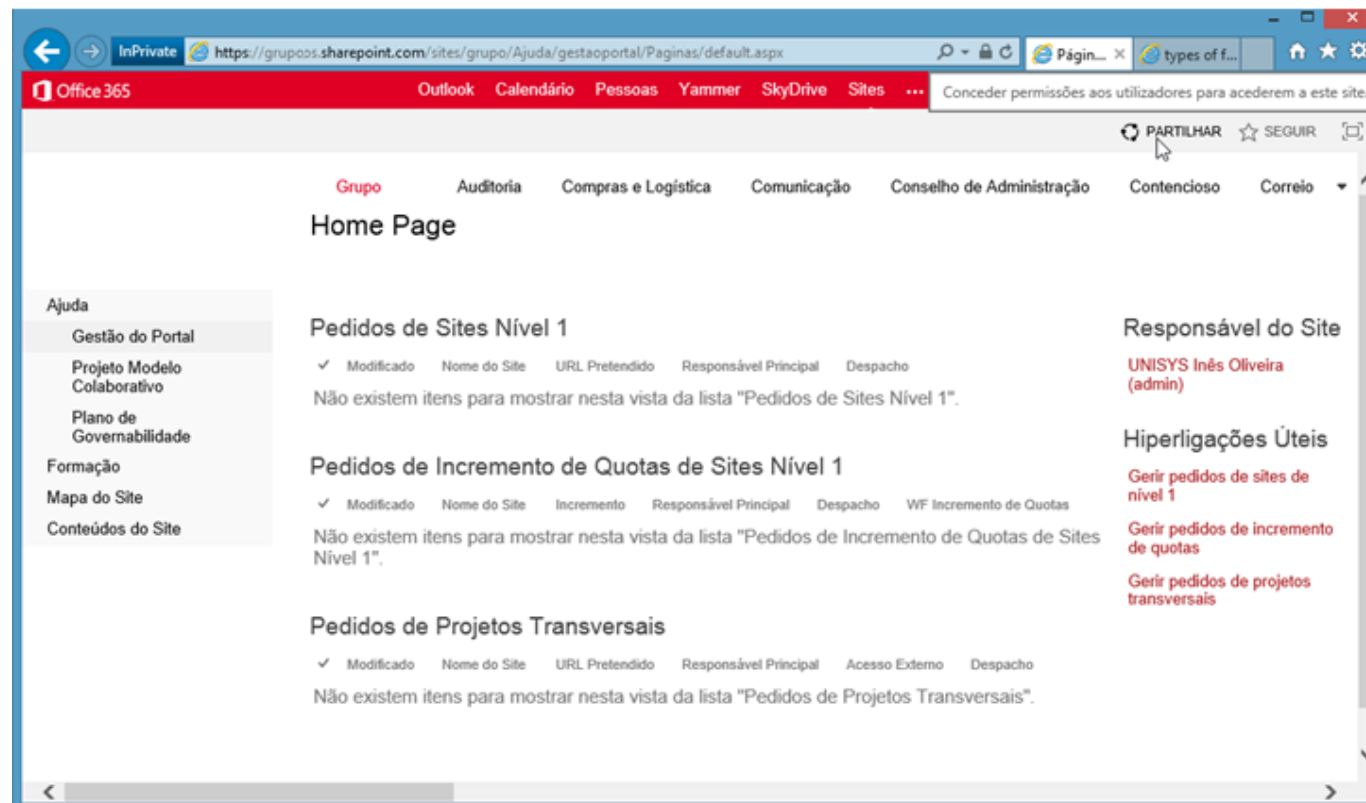 InPrivate https://grupocs.sharepoint.com/sites/grupo/Ajuda/gestaoportal/Paginas/default.aspx Págin... types of f...
Office 365 Outlook Calendário Pessoas Yammer SkyDrive Sites ... Conceder permissões aos utilizadores para acederem a este site.
PARTILHAR SEGUIR
Grupo Auditoria Compras e Logística Comunicação Conselho de Administração Contencioso Correio
Home Page
Ajuda
Gestão do Portal
Projeto Modelo
Colaborativo
Plano de
Governabilidade
Formação
Mapa do Site
Conteúdos do Site
Pedidos de Sites Nível 1
Modificado Nome do Site URL Pretendido Responsável Principal Despacho
Não existem itens para mostrar nesta vista da lista "Pedidos de Sites Nível 1".
Pedidos de Incremento de Quotas de Sites Nível 1
Modificado Nome do Site Incremento Responsável Principal Despacho WF Incremento de Quotas
Não existem itens para mostrar nesta vista da lista "Pedidos de Incremento de Quotas de Sites
Nível 1".
Pedidos de Projetos Transversais
Modificado Nome do Site URL Pretendido Responsável Principal Acesso Externo Despacho
Não existem itens para mostrar nesta vista da lista "Pedidos de Projetos Transversais".
Responsável do Site
UNISYS Inês Oliveira
(admin)
Hiperligações Úteis
Gerir pedidos de sites de
nível 1
Gerir pedidos de incremento
de quotas
Gerir pedidos de projetos
transversais